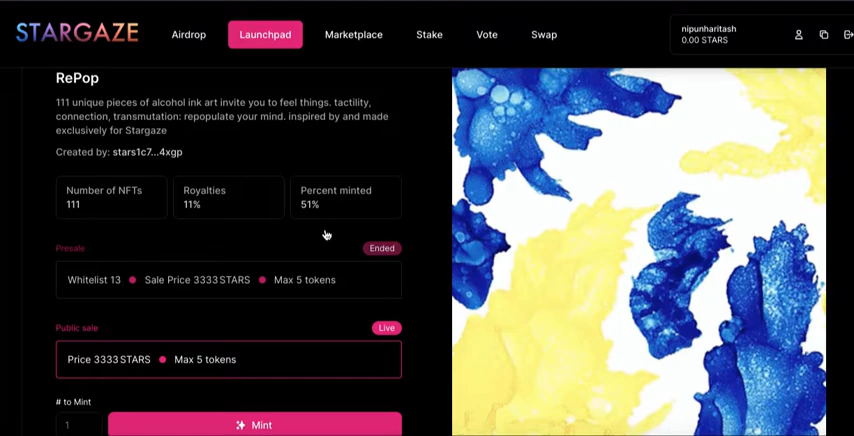 STARGAZE
Airdrop
Launchpad
Marketplace
Stake
Vote
Swap
nipunharitash
0.00 STARS
RePop
111 unique pieces of alcohol ink art invite you to feel things. tactility,
connection, transmutation: repopulate your mind. inspired by and made
exclusively for Stargaze
Created by: stars1c7...4xgp
Number of NFTs
111
Royalties
11%
Percent minted
51%
Presale
Ended
Whitelist 13 Sale Price 3333 STARS Max 5 tokens
Public sale
Live
Price 3333 STARS Max 5 tokens
# to Mint
1
Mint